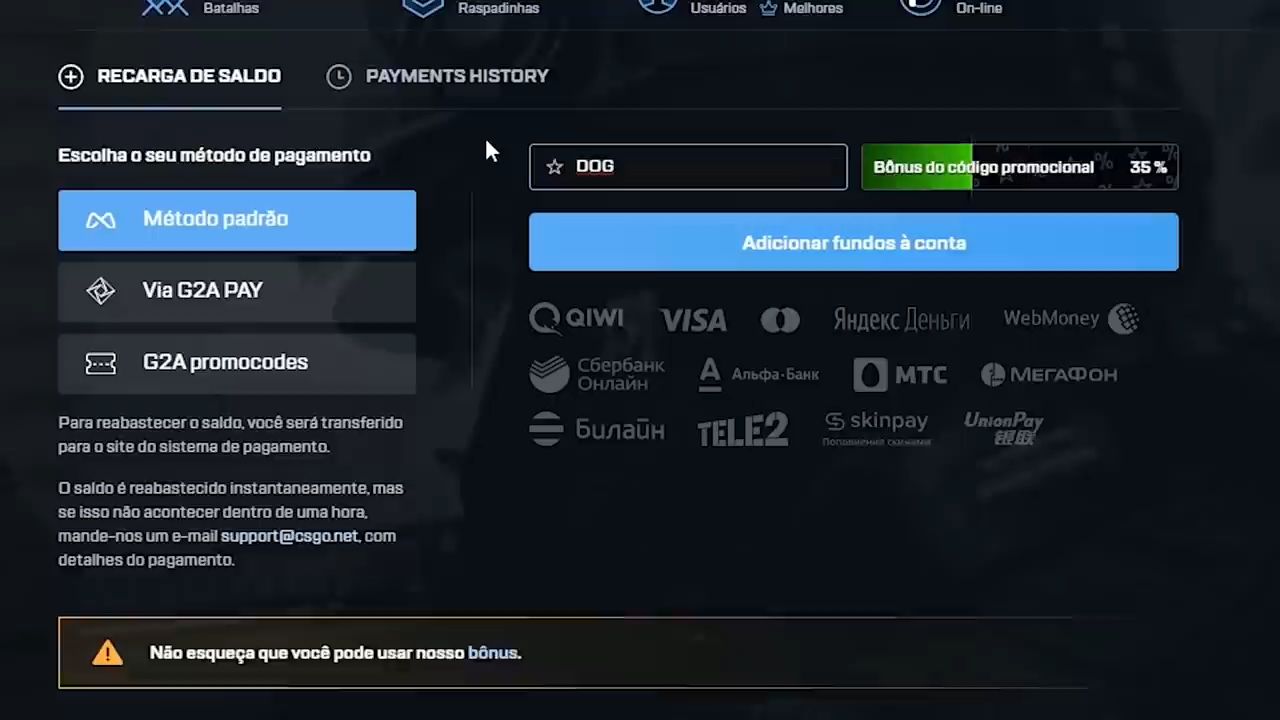 Batalhas
Raspadinhas
Usuários
Melhores
On-line
RECARGA DE SALDO
PAYMENTS HISTORY
Escolha o seu método de pagamento
DOG
Bônus do código promocional 35 %
Método padrão
Adicionar fundos à conta
Via G2A PAY
G2A promocodes
QIWI VISA Яндекс Деньги WebMoney
Сбербанк
Онлайн
Альфа·Банк
МТС
МЕГАФОН
Билайн
TELE2
skinpay
Пополнение скинами
UnionPay
银联
Para reabastecer o saldo, você será transferido
para o site do sistema de pagamento.
O saldo é reabastecido instantaneamente, mas
se isso não acontecer dentro de uma hora,
mande-nos um e-mail support@csgo.net, com
detalhes do pagamento.
Não esqueça que você pode usar nosso bônus.